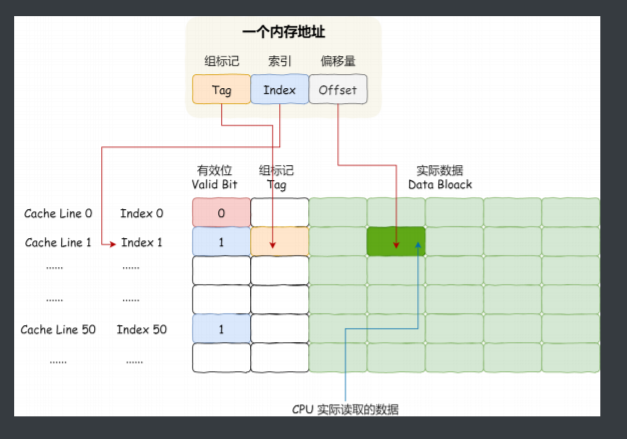 一个内存地址
组标记 索引 偏移量
Tag Index Offset
有效位 组标记 实际数据
Valid Bit Tag Data Bloack
Cache Line 0 Index 0 0
Cache Line 1 Index 1 1
...... ......
...... ......
Cache Line 50 Index 50 1
...... ......
CPU 实际读取的数据